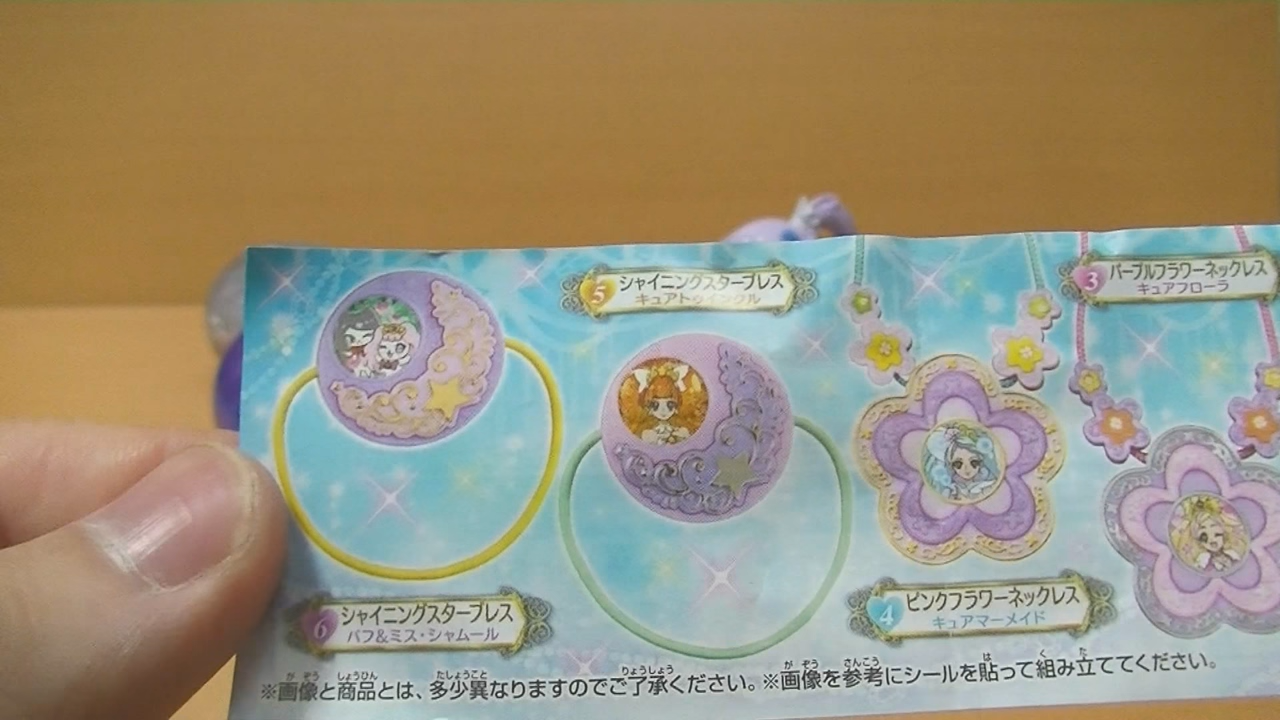 5 シャイニングスターブレス
キュアトゥインクル
3 パープルフラワーネックレス
キュアフローラ
6 シャイニングスターブレス
パフ&ミス・シャムール
4 ピンクフラワーネックレス
キュアマーメイド
※画像と商品とは、多少異なりますのでご了承ください。※画像を参考にシールを貼って組み立ててください。